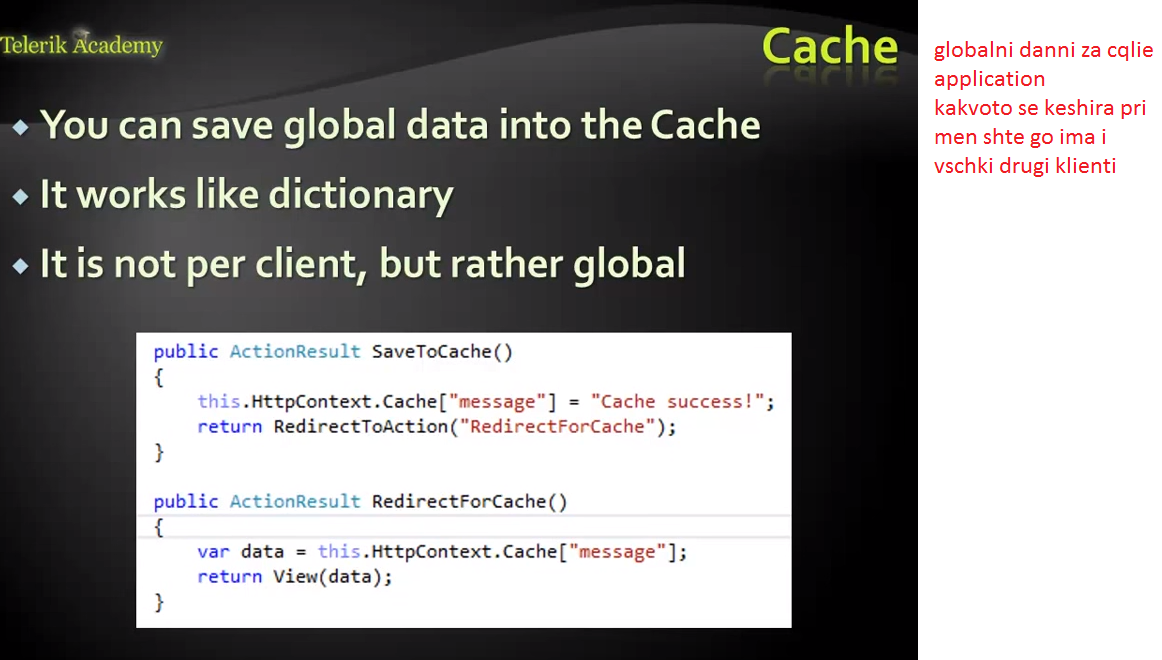 Telerik Academy
Cache
You can save global data into the Cache
It works like dictionary
It is not per client, but rather global
public ActionResult SaveToCache()
{
this.HttpContext.Cache["message"] = "Cache success!";
return RedirectToAction("RedirectForCache");
}
public ActionResult RedirectForCache()
{
var data = this.HttpContext.Cache["message"];
return View(data);
}
globalni danni za cqlie
application
kakvoto se keshira pri
men shte go ima i
vschki drugi klienti